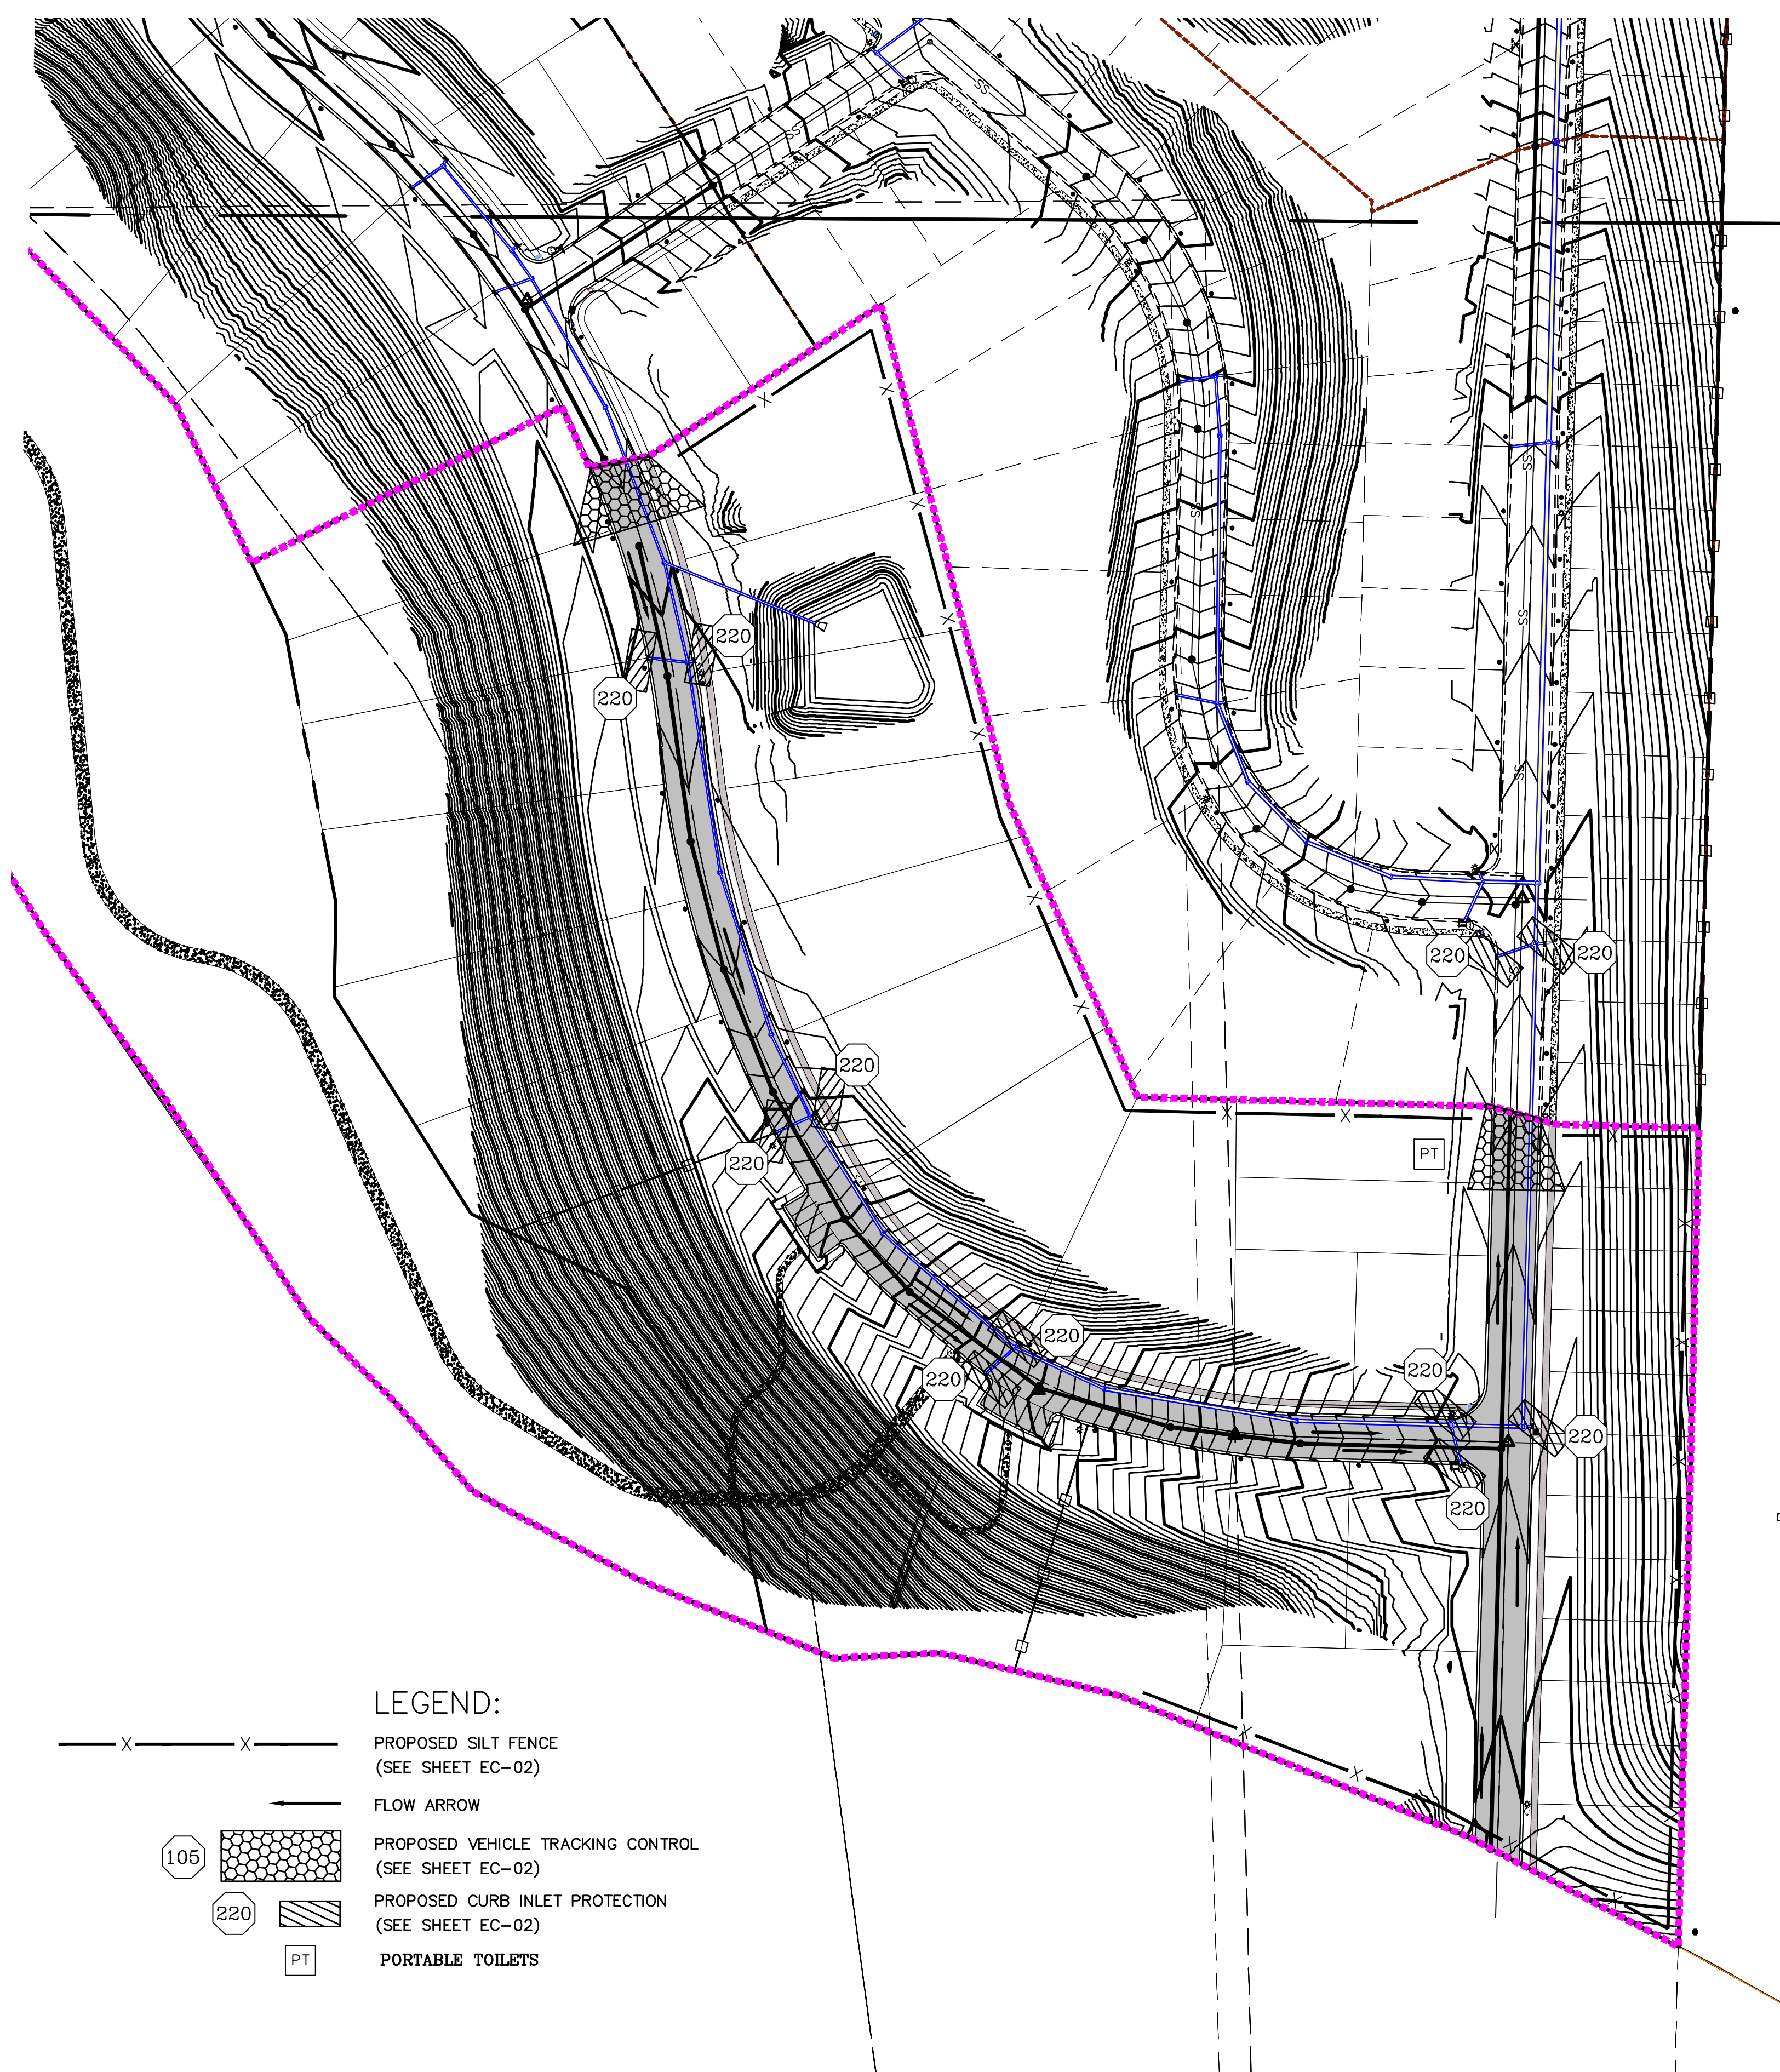 SS
SS
SS
SS
SS
SS
220
220
220
220
220
220
PT
220
220
220
220
220
LEGEND:
X
X
PROPOSED SILT FENCE
(SEE SHEET EC-02)
FLOW ARROW
105
PROPOSED VEHICLE TRACKING CONTROL
(SEE SHEET EC-02)
220
PROPOSED CURB INLET PROTECTION
(SEE SHEET EC-02)
PT
PORTABLE TOILETS